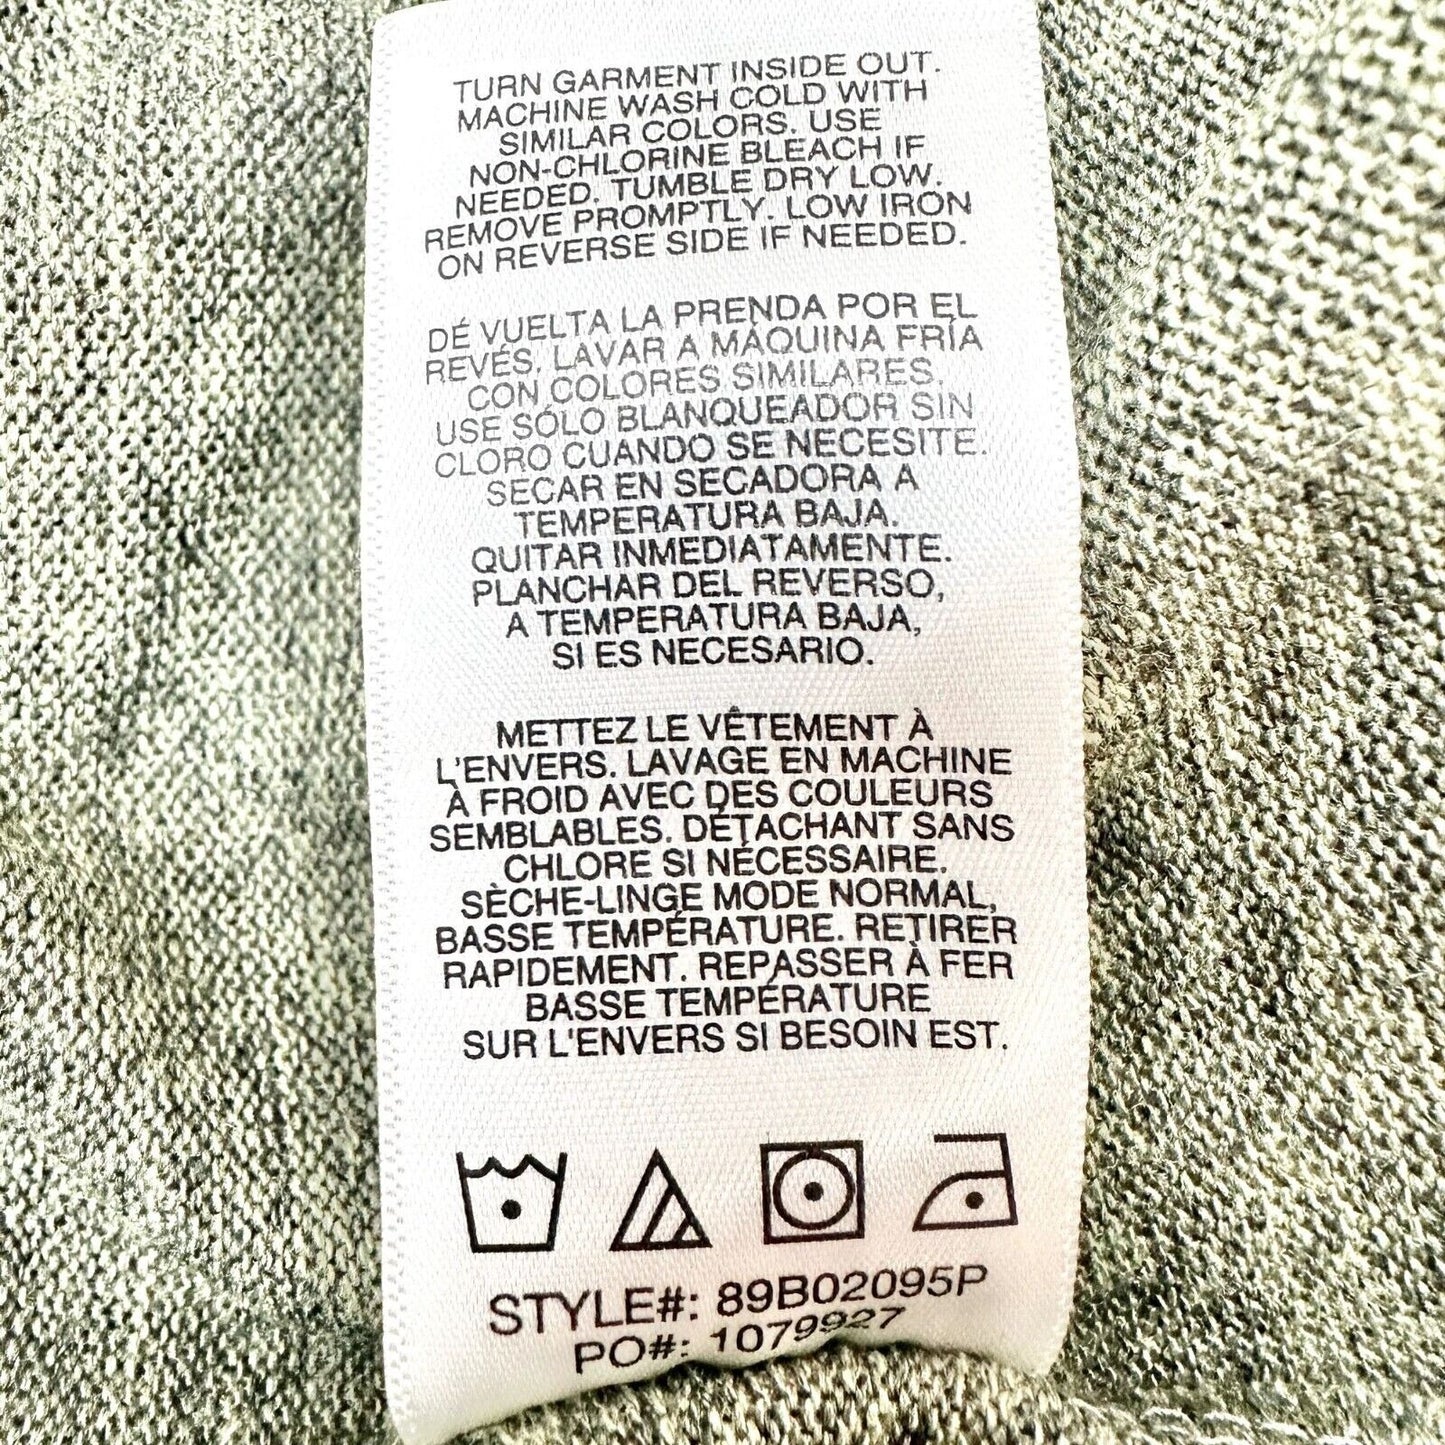 TURN GARMENT INSIDE OUT.
MACHINE WASH COLD WITH
SIMILAR COLORS. USE
NON-CHLORINE BLEACH IF
NEEDED. TUMBLE DRY LOW.
REMOVE PROMPTLY. LOW IRON
ON REVERSE SIDE IF NEEDED.
DÉ VUELTA LA PRENDA POR EL
REVÉS. LAVAR A MÁQUINA FRÍA
CON COLORES SIMILARES.
USE SÓLO BLANQUEADOR SIN
CLORO CUANDO SE NECESITE.
SECAR EN SECADORA A
TEMPERATURA BAJA.
QUITAR INMEDIATAMENTE.
PLANCHAR DEL REVERSO,
A TEMPERATURA BAJA,
SI ES NECESARIO.
METTEZ LE VÊTEMENT À
L'ENVERS. LAVAGE EN MACHINE
À FROID AVEC DES COULEURS
SEMBLABLES. DÉTACHANT SANS
CHLORE SI NÉCESSAIRE.
SÈCHE-LINGE MODE NORMAL,
BASSE TEMPÉRATURE. RETIRER
RAPIDEMENT. REPASSER À FER
BASSE TEMPÉRATURE
SUR L'ENVERS SI BESOIN EST.
STYLE#: 89B02095P
PO#: 1079927